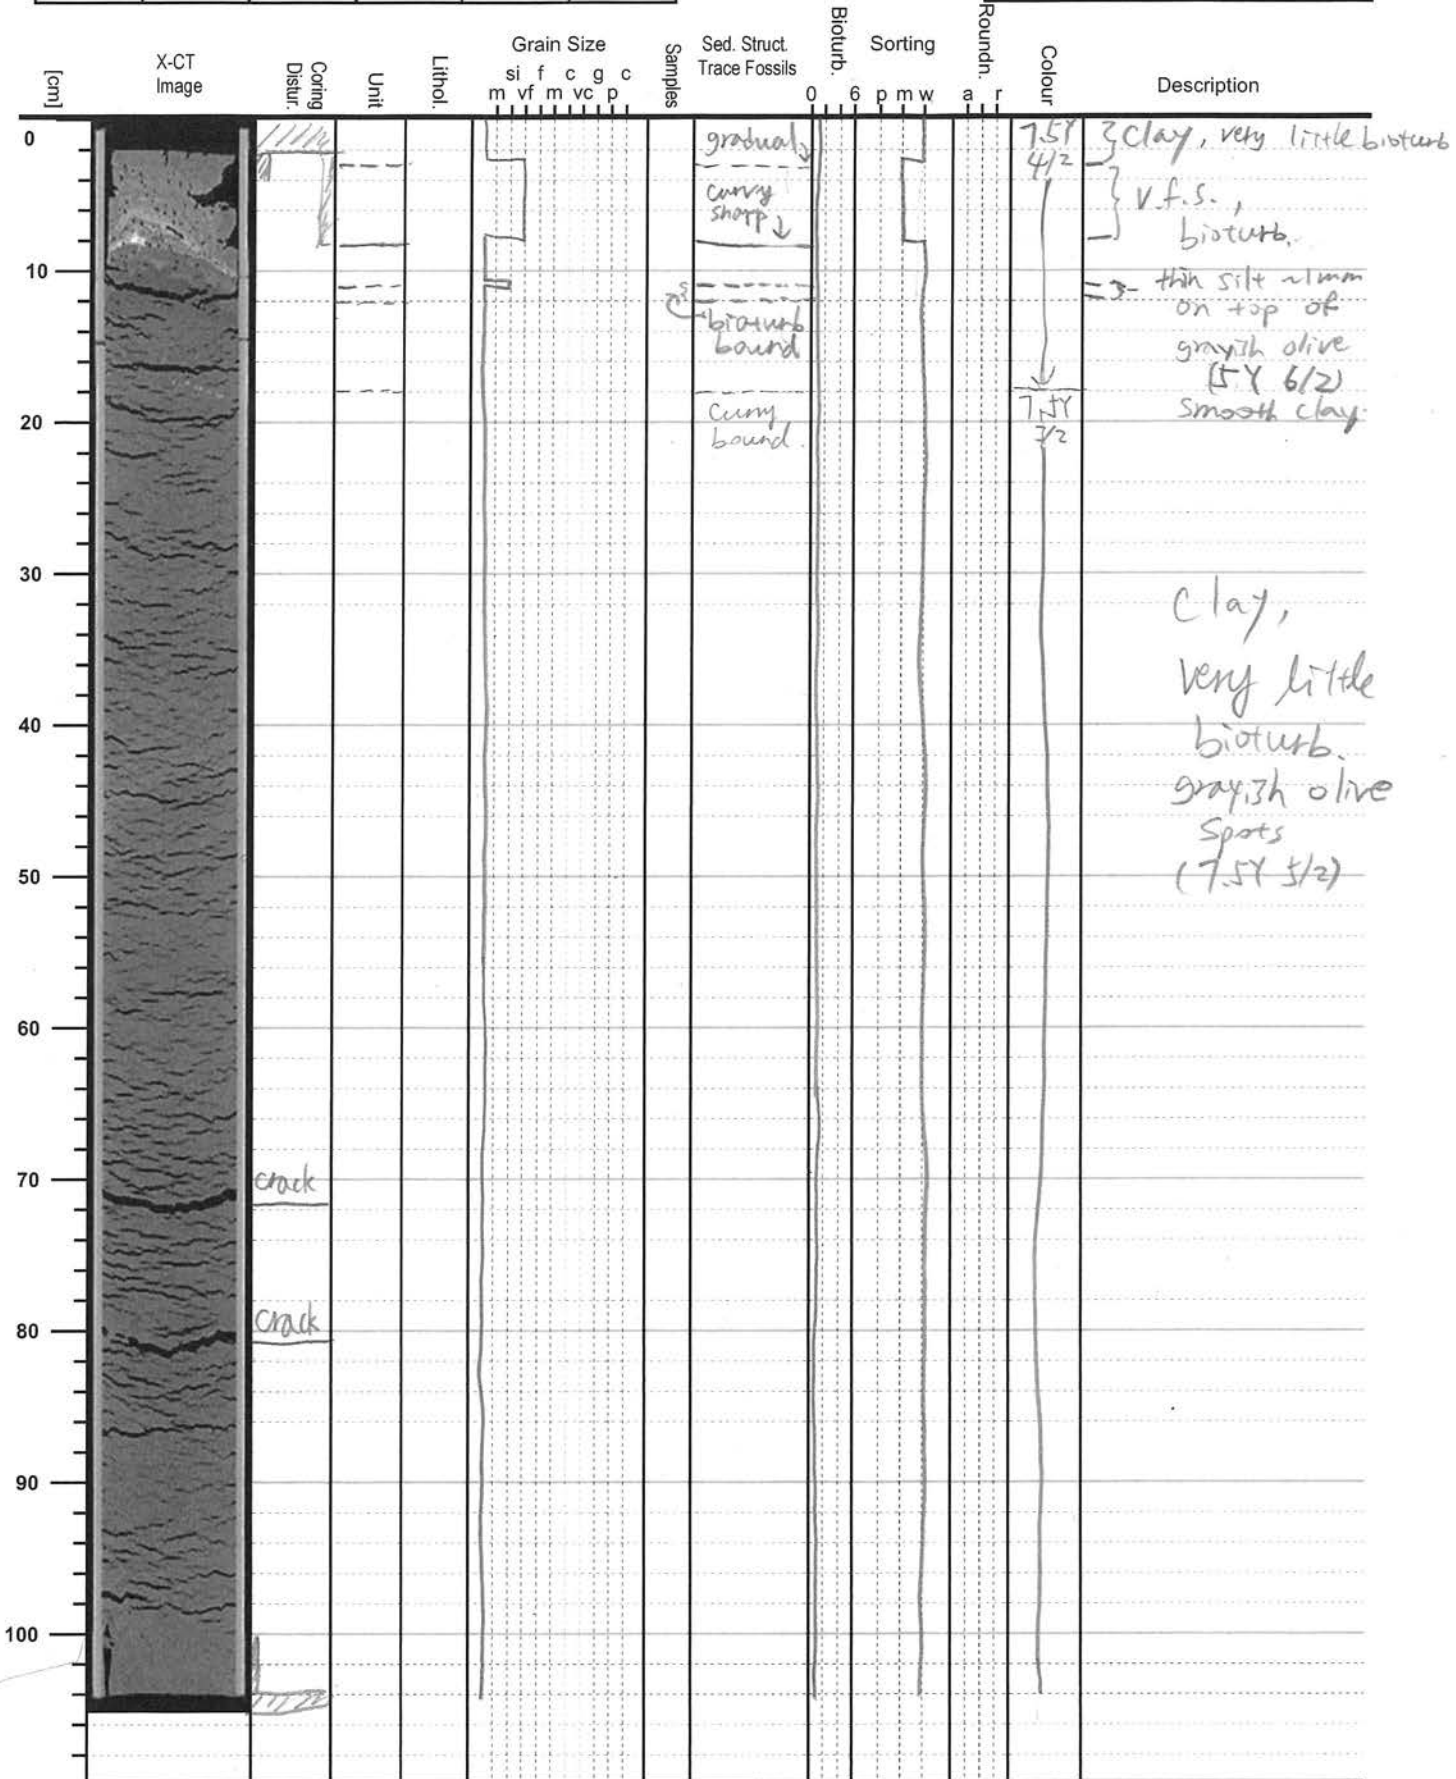 [cm]
X-CT
Image
Coring
Distur.
Unit
Lithol.
Grain Size
si f c g c
m vf m vc p
Samples
Sed. Struct.
Trace Fossils
Bioturb.
0 6
Sorting
p m w
Roundn.
a r
Colour
Description
0
gradual
7.5Y
4/2
Clay, very little bioturb
curvy
sharp
V.f.s.,
bioturb.
10
thin silt ~1mm
on top of
bioturb
bound
grayish olive
(5Y 6/2)
smooth clay
curvy
bound.
7.5Y
3/2
20
30
Clay,
very little
bioturb.
grayish olive
spots
(7.5Y 5/2)
40
50
60
70
crack
80
crack
90
100